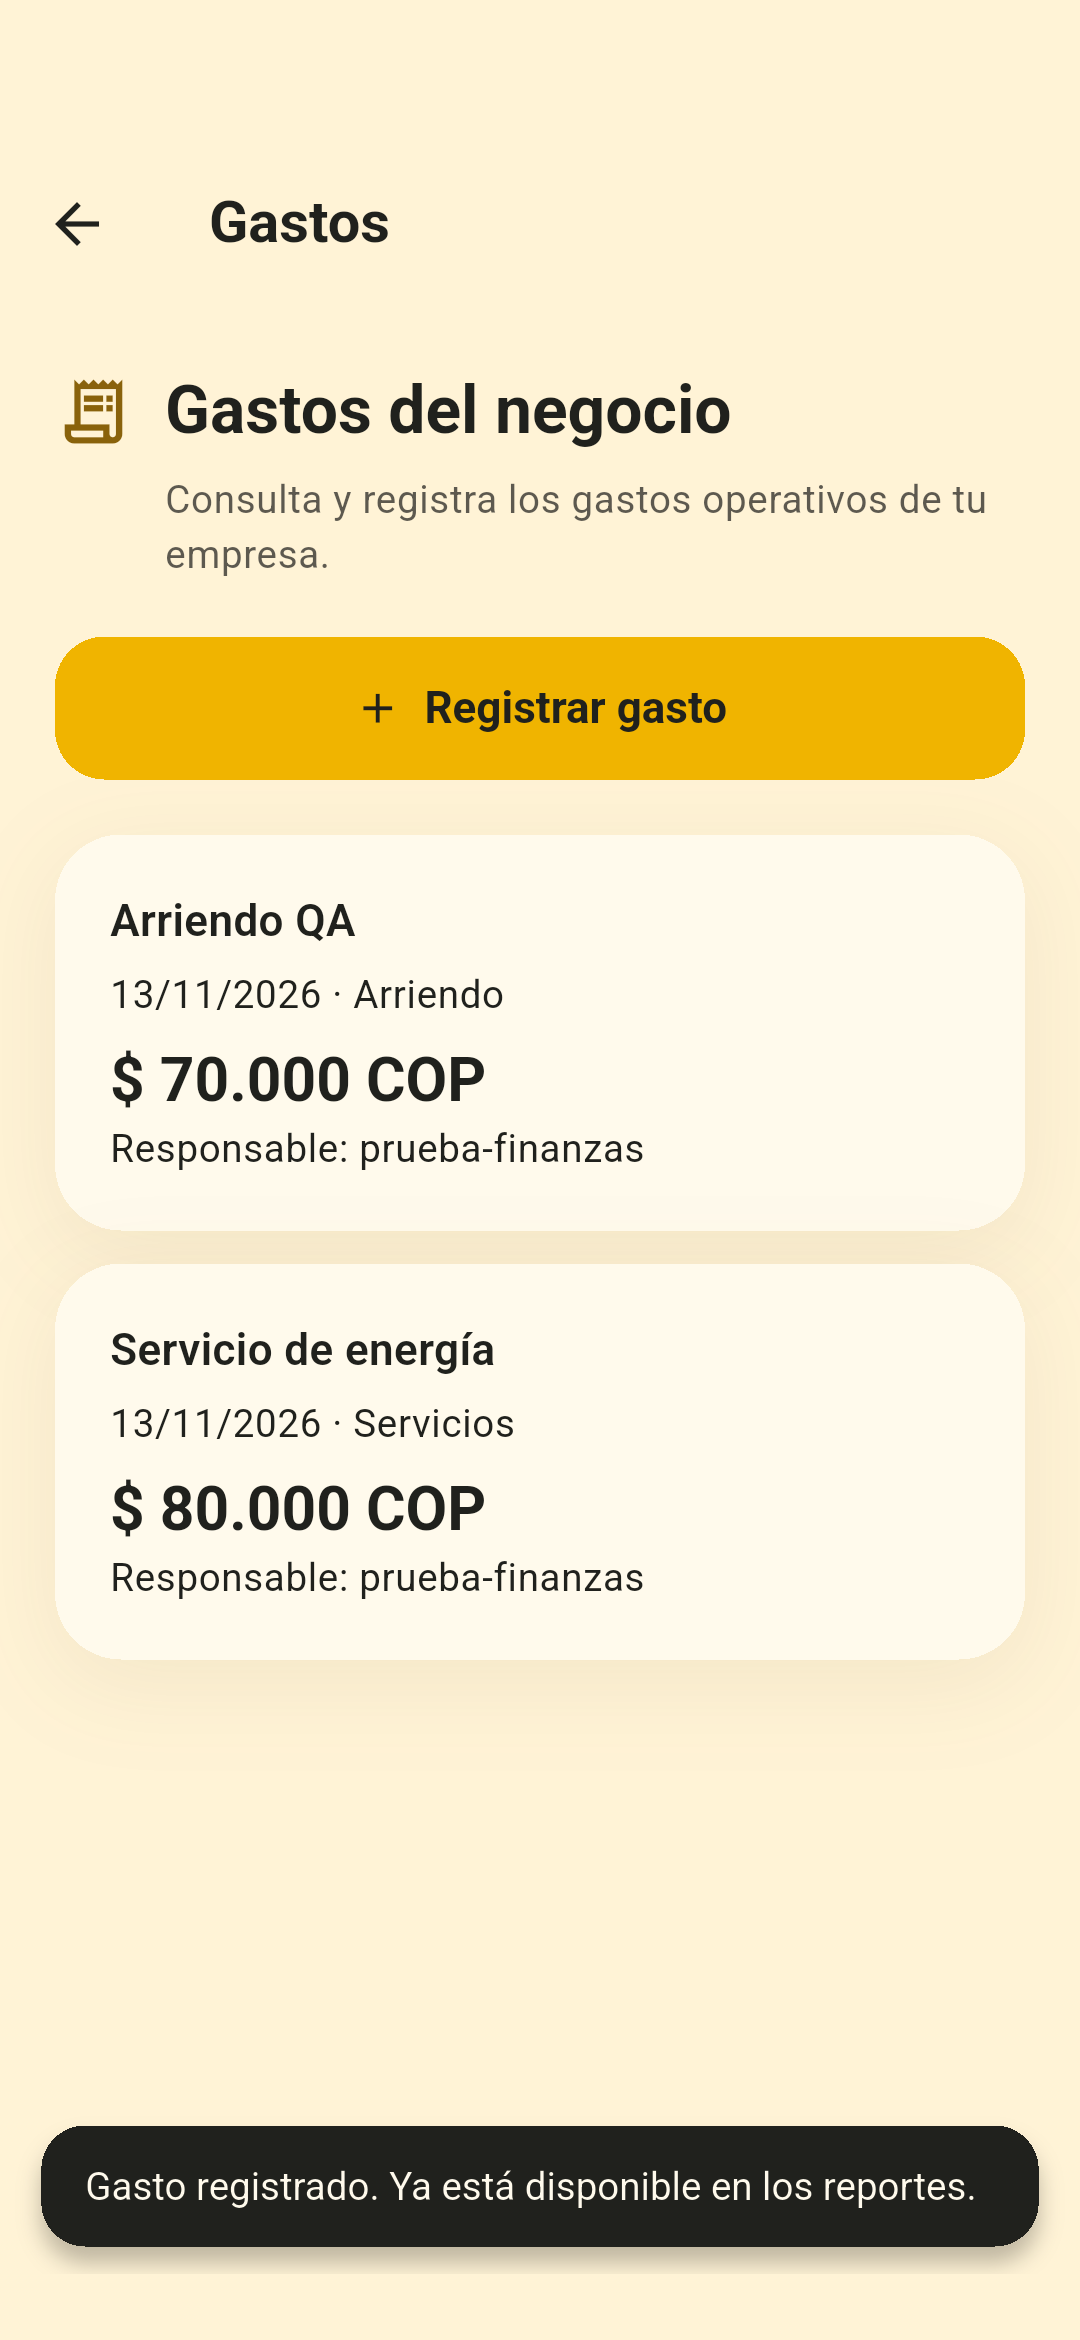 Gastos
Gastos del negocio
Consulta y registra los gastos operativos de tu
empresa.
+ Registrar gasto
Arriendo QA
13/11/2026 · Arriendo
$ 70.000 COP
Responsable: prueba-finanzas
Servicio de energía
13/11/2026 · Servicios
$ 80.000 COP
Responsable: prueba-finanzas
Gasto registrado. Ya está disponible en los reportes.